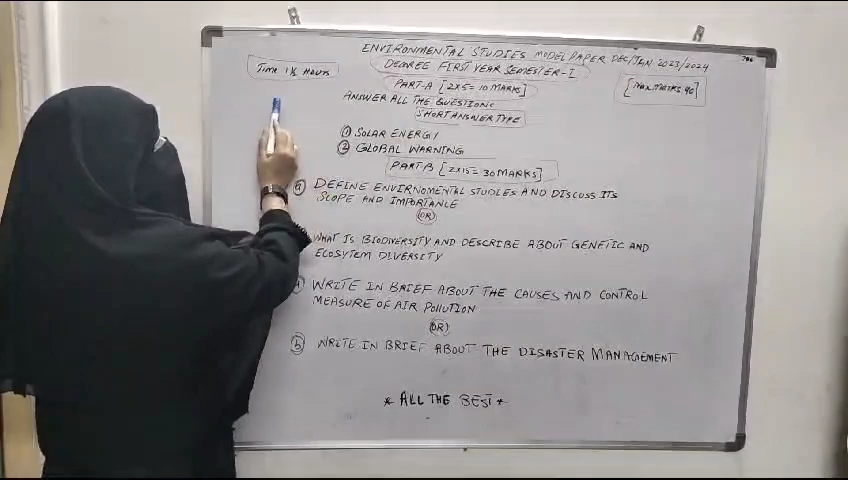 ENVIRONMENTAL STUDIES MODEL PAPER DEC/JAN 2023/2024
DEGREE FIRST YEAR SEMESTER-I
TIME 1½ HOURS
PART-A [2X5=10 MARKS]
[MAX.MARKS 40]
ANSWER ALL THE QUESTIONS
SHORT ANSWER TYPE
① SOLAR ENERGY
② GLOBAL WARNING
PART-B [2X15=30 MARKS]
ⓐ DEFINE ENVIRNOMENTAL STUDIES AND DISCUSS ITS
SCOPE AND IMPORTANCE
(OR)
WHAT IS BIODIVERSITY AND DESCRIBE ABOUT GENETIC AND
ECOSYTEM DIVERSITY
WRITE IN BRIEF ABOUT THE CAUSES AND CONTROL
MEASURE OF AIR POLLUTION
(OR)
ⓑ WRITE IN BRIEF ABOUT THE DISASTER MANAGEMENT
* ALL THE BEST *